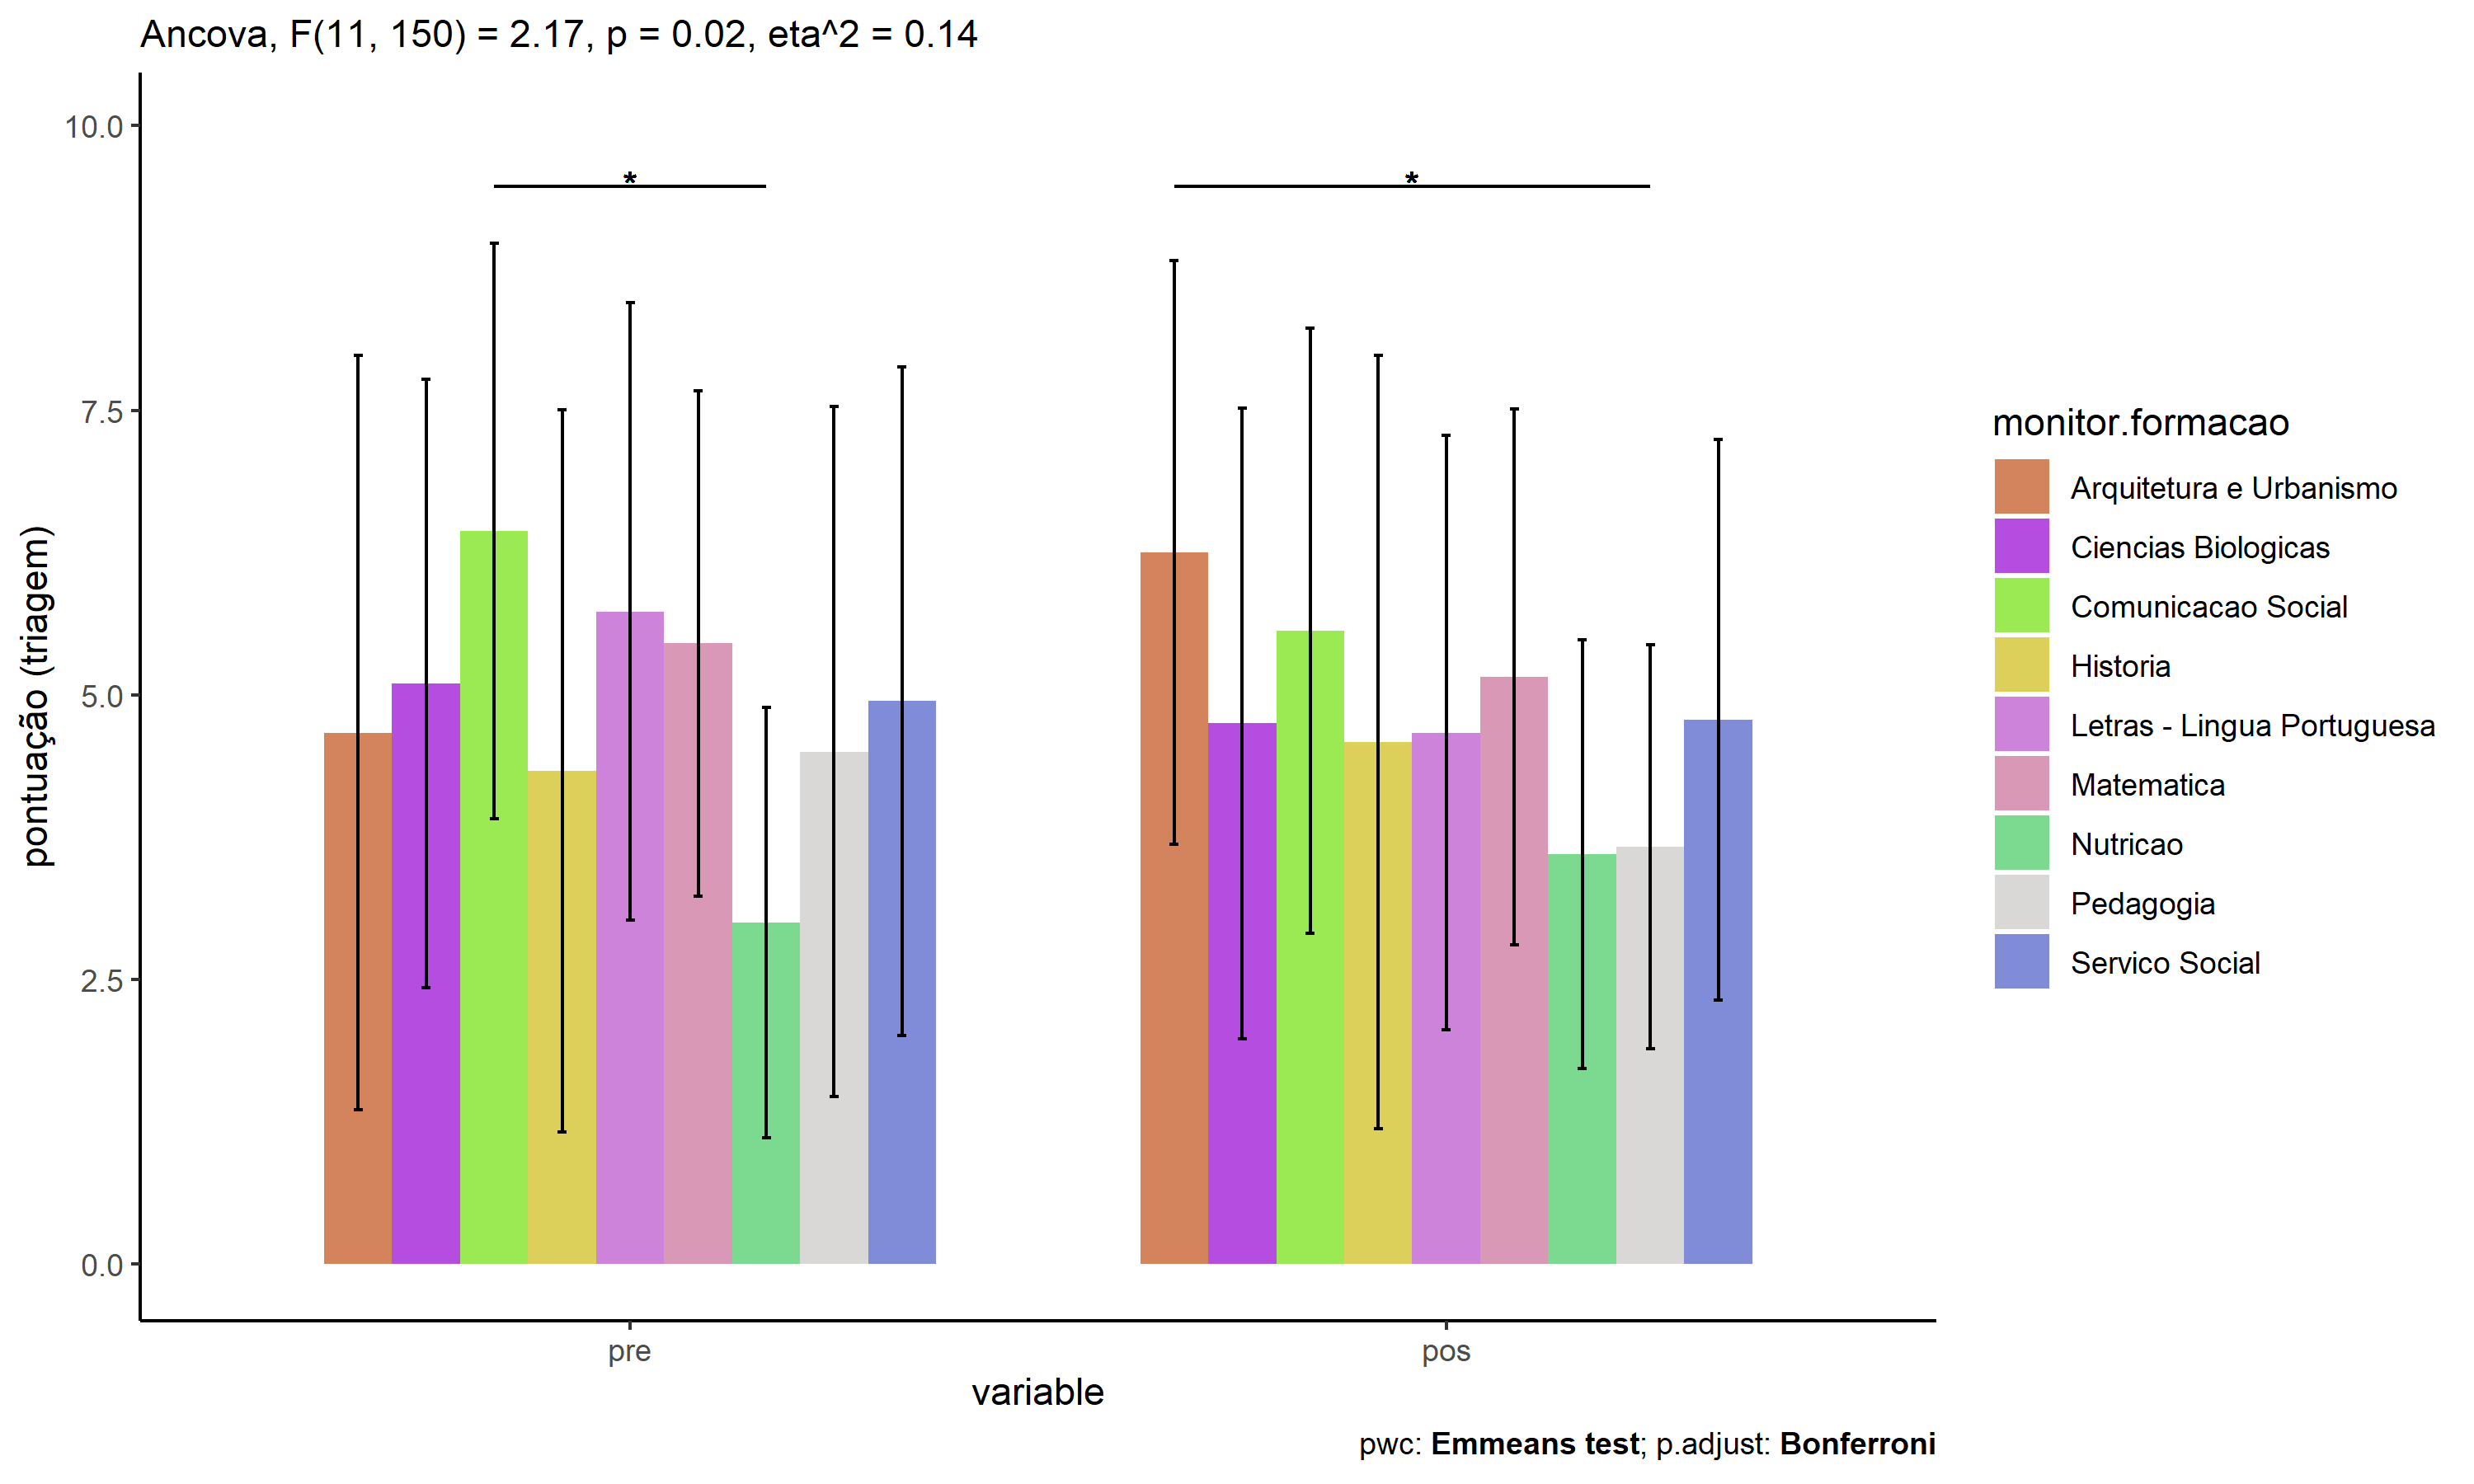 Ancova, F(11, 150) = 2.17, p = 0.02, eta^2 = 0.14
10.0
7.5
5.0
2.5
0.0
pontuação (triagem)
*
*
pre
pos
variable
monitor.formacao
Arquitetura e Urbanismo
Ciencias Biologicas
Comunicacao Social
Historia
Letras - Lingua Portuguesa
Matematica
Nutricao
Pedagogia
Servico Social
pwc: Emmeans test; p.adjust: Bonferroni